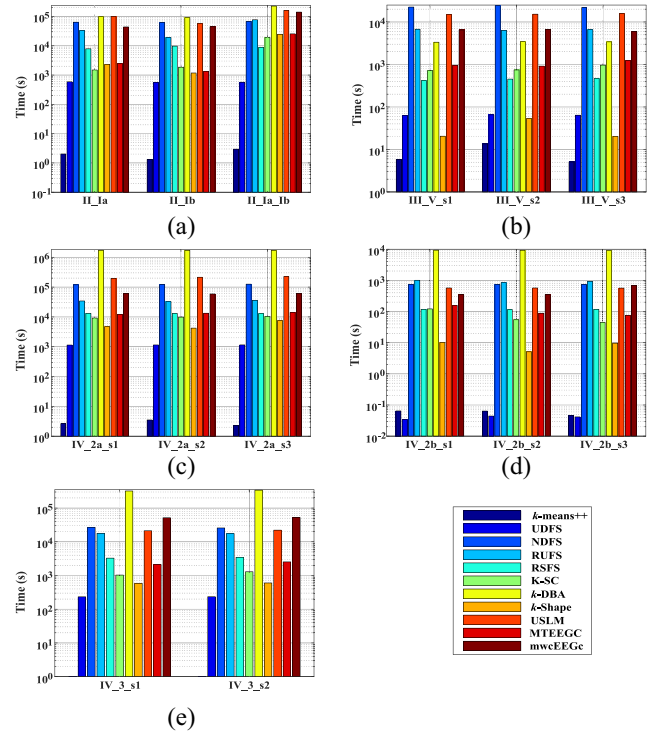 Time (s)
10^5
10^4
10^3
10^2
10^1
10^0
10^-1
II_Ia
II_Ib
II_Ia_Ib
(a)
Time (s)
10^4
10^3
10^2
10^1
10^0
III_V_s1
III_V_s2
III_V_s3
(b)
Time (s)
10^6
10^5
10^4
10^3
10^2
10^1
10^0
IV_2a_s1
IV_2a_s2
IV_2a_s3
(c)
Time (s)
10^4
10^3
10^2
10^1
10^0
10^-1
10^-2
IV_2b_s1
IV_2b_s2
IV_2b_s3
(d)
Time (s)
10^5
10^4
10^3
10^2
10^1
10^0
IV_3_s1
IV_3_s2
(e)
k-means++
UDFS
NDFS
RUFS
RSFS
K-SC
k-DBA
k-Shape
USLM
MTEEGC
mwcEEGc